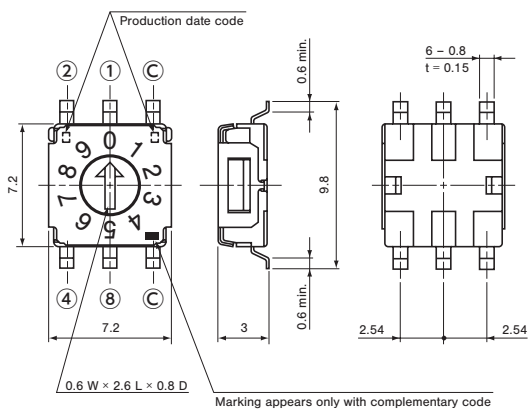 Production date code
② ① Ⓒ
0 1 2 3 4 5 6 7 8 9
7.2
④ ⑧ Ⓒ
7.2
0.6 W × 2.6 L × 0.8 D
Marking appears only with complementary code
0.6 min.
9.8
0.6 min.
3
6 – 0.8
t = 0.15
2.54
2.54